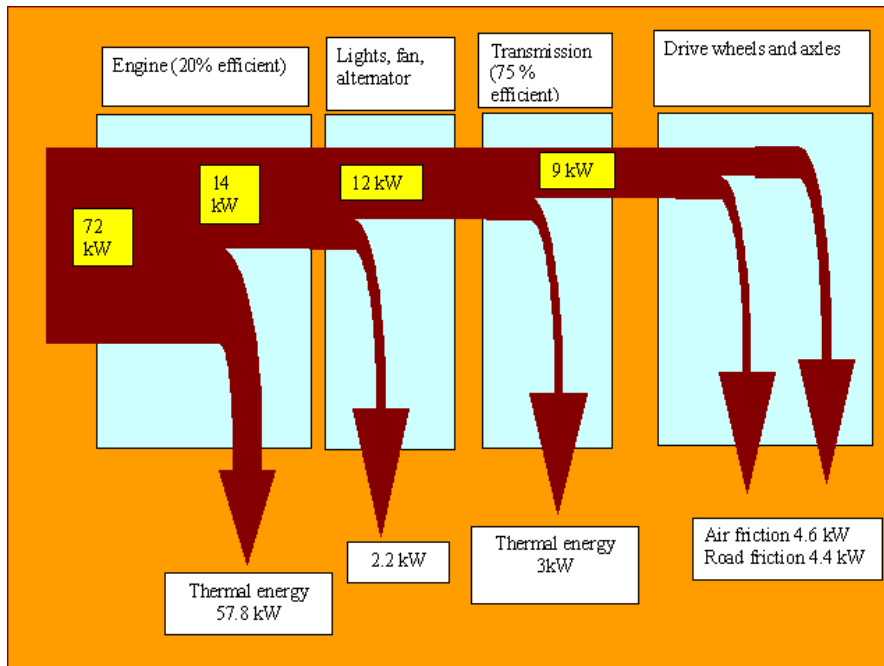 Engine (20% efficient)
Lights, fan,
alternator
Transmission
(75 %
efficient)
Drive wheels and axles
72
kW
14
kW
12 kW
9 kW
Thermal energy
57.8 kW
2.2 kW
Thermal energy
3kW
Air friction 4.6 kW
Road friction 4.4 kW